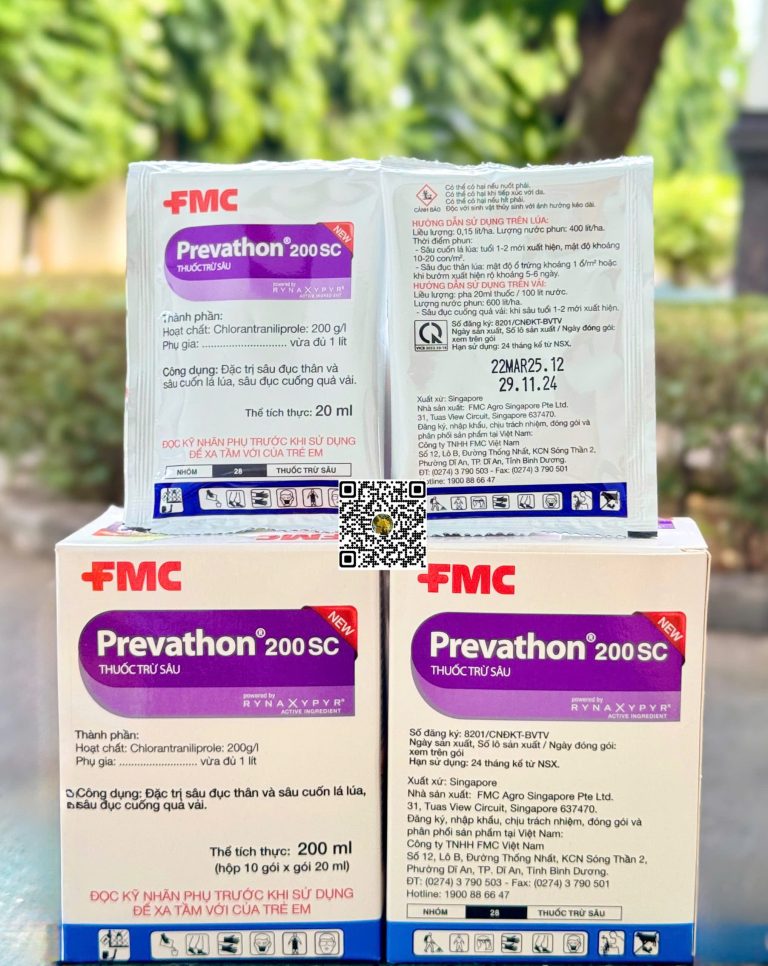 FMC
Prevathon® 200 SC
NEW
THUỐC TRỪ SÂU
powered by
RYNAXYPYR®
ACTIVE INGREDIENT
Thành phần:
Hoạt chất: Chlorantraniliprole: 200 g/l
Phụ gia: ............................ vừa đủ 1 lít
Công dụng: Đặc trị sâu đục thân và
sâu cuốn lá lúa, sâu đục cuống quả vải.
Thể tích thực: 20 ml
ĐỌC KỸ NHÃN PHỤ TRƯỚC KHI SỬ DỤNG
ĐỂ XA TẦM VỚI CỦA TRẺ EM
NHÓM 28 THUỐC TRỪ SÂU
CẢNH BÁO
Có thể có hại nếu nuốt phải.
Có thể có hại khi tiếp xúc với da.
Có thể có hại nếu hít phải.
Độc với sinh vật thủy sinh với ảnh hưởng kéo dài.
HƯỚNG DẪN SỬ DỤNG TRÊN LÚA:
Liều lượng: 0,15 lít/ha. Lượng nước phun: 400 lít/ha.
Thời điểm phun:
- Sâu cuốn lá lúa: tuổi 1-2 mới xuất hiện, mật độ khoảng
10-20 con/m².
- Sâu đục thân lúa: mật độ ổ trứng khoảng 1 ổ/m² hoặc
khi bướm xuất hiện rộ khoảng 5-6 ngày.
HƯỚNG DẪN SỬ DỤNG TRÊN VẢI:
Liều lượng: pha 20ml thuốc / 100 lít nước.
Lượng nước phun: 600 lít/ha.
- Sâu đục cuống quả vải: khi sâu tuổi 1-2 mới xuất hiện.
Số đăng ký: 8201/CNĐKT-BVTV
Ngày sản xuất, Số lô sản xuất / Ngày đóng gói:
xem trên gói
Hạn sử dụng: 24 tháng kể từ NSX.
22MAR25.12
29.11.24
Xuất xứ: Singapore
Nhà sản xuất: FMC Agro Singapore Pte Ltd.
31, Tuas View Circuit, Singapore 637470.
Đăng ký, nhập khẩu, chịu trách nhiệm, đóng gói và
phân phối sản phẩm tại Việt Nam:
Công ty TNHH FMC Việt Nam
Số 12, Lô B, Đường Thống Nhất, KCN Sóng Thần 2,
Phường Dĩ An, TP. Dĩ An, Tỉnh Bình Dương.
ĐT: (0274) 3 790 503 - Fax: (0274) 3 790 501
Hotline: 1900 88 66 47
FMC
Prevathon® 200 SC
NEW
THUỐC TRỪ SÂU
powered by
RYNAXYPYR®
ACTIVE INGREDIENT
Thành phần:
Hoạt chất: Chlorantraniliprole: 200g/l
Phụ gia: .......................... vừa đủ 1 lít
Công dụng: Đặc trị sâu đục thân và sâu cuốn lá lúa,
sâu đục cuống quả vải.
Thể tích thực: 200 ml
(hộp 10 gói x gói 20 ml)
ĐỌC KỸ NHÃN PHỤ TRƯỚC KHI SỬ DỤNG
ĐỂ XA TẦM VỚI CỦA TRẺ EM
FMC
Prevathon® 200 SC
NEW
THUỐC TRỪ SÂU
powered by
RYNAXYPYR®
ACTIVE INGREDIENT
Số đăng ký: 8201/CNĐKT-BVTV
Ngày sản xuất, Số lô sản xuất / Ngày đóng gói:
xem trên gói
Hạn sử dụng: 24 tháng kể từ NSX.
Xuất xứ: Singapore
Nhà sản xuất: FMC Agro Singapore Pte Ltd.
31, Tuas View Circuit, Singapore 637470.
Đăng ký, nhập khẩu, chịu trách nhiệm, đóng gói và
phân phối sản phẩm tại Việt Nam:
Công ty TNHH FMC Việt Nam
Số 12, Lô B, Đường Thống Nhất, KCN Sóng Thần 2,
Phường Dĩ An, TP. Dĩ An, Tỉnh Bình Dương.
ĐT: (0274) 3 790 503 - Fax: (0274) 3 790 501
Hotline: 1900 88 66 47
NHÓM 28 THUỐC TRỪ SÂU